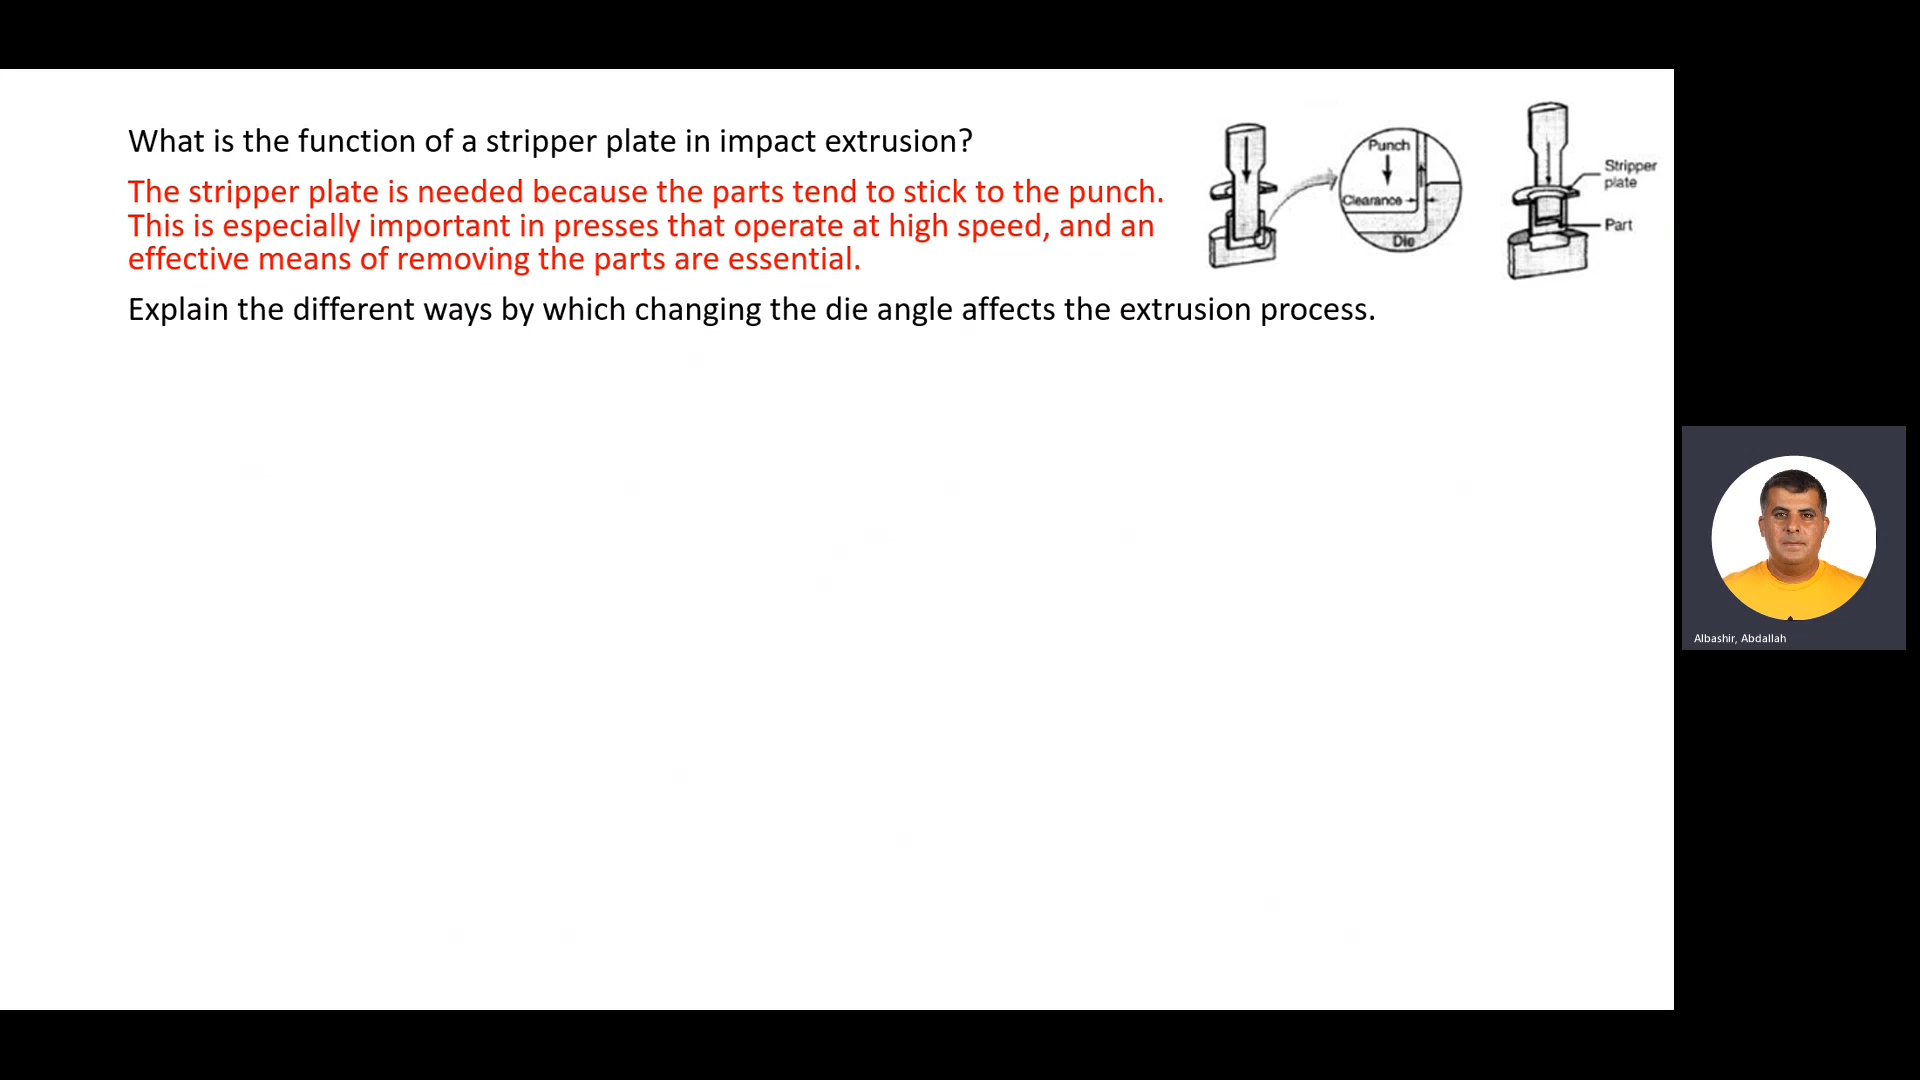 What is the function of a stripper plate in impact extrusion?
The stripper plate is needed because the parts tend to stick to the punch.
This is especially important in presses that operate at high speed, and an
effective means of removing the parts are essential.
Explain the different ways by which changing the die angle affects the extrusion process.
Punch
Clearance
Die
Stripper
plate
Part
Albashir, Abdallah